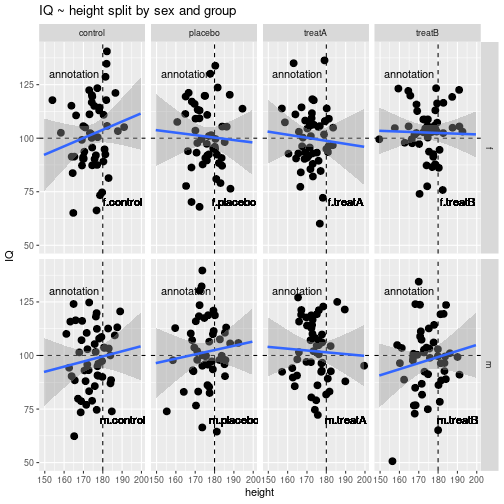 IQ ~ height split by sex and group
control placebo treatA treatB
annotation annotation annotation annotation
f.control f.placebo f.treatA f.treatB
125
100
75
50
f
annotation annotation annotation annotation
m.control m.placebo m.treatA m.treatB
125
100
75
50
m
IQ
150 160 170 180 190 200 150 160 170 180 190 200 150 160 170 180 190 200 150 160 170 180 190 200
height